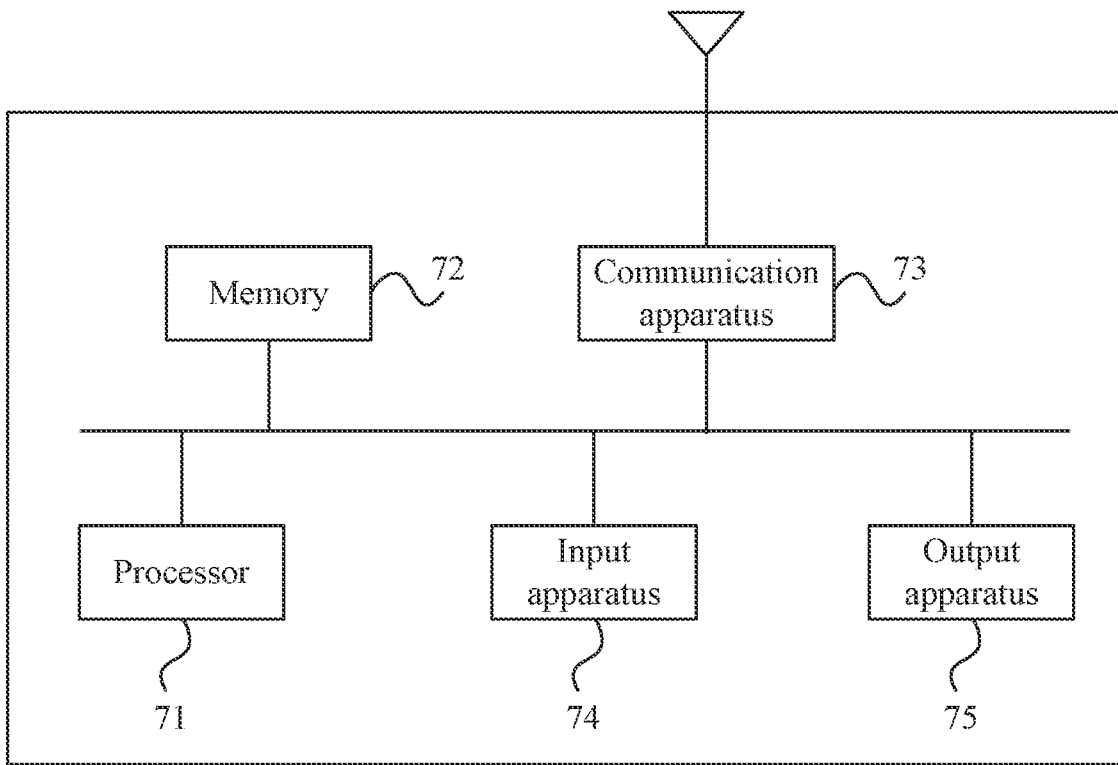 Memory
72
Communication
apparatus
73
Processor
71
Input
apparatus
74
Output
apparatus
75